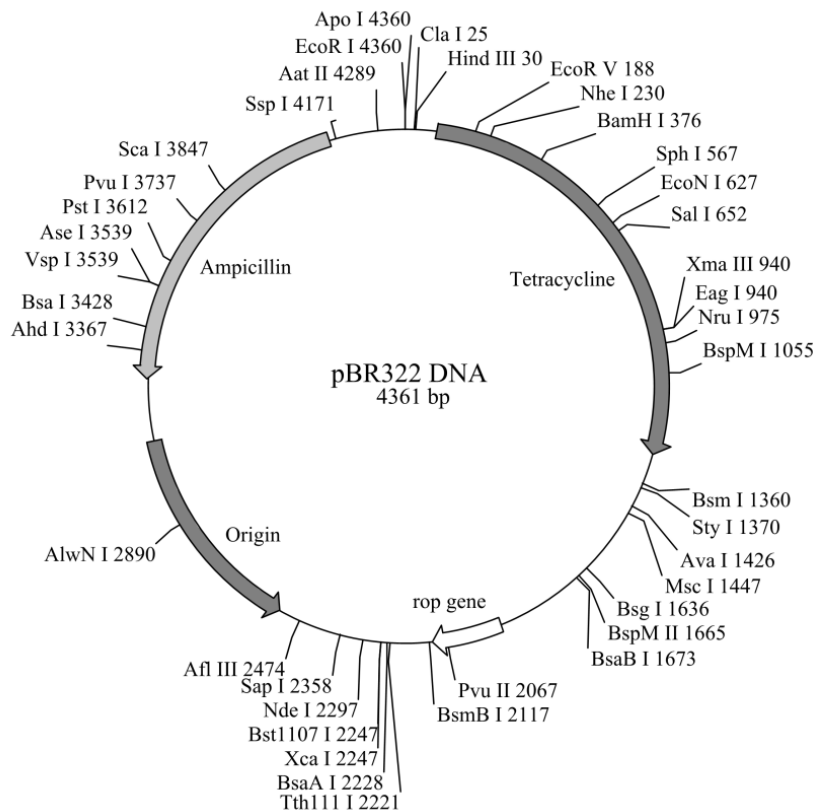 Apo I 4360
EcoR I 4360
Aat II 4289
Ssp I 4171
Sca I 3847
Pvu I 3737
Pst I 3612
Ase I 3539
Vsp I 3539
Bsa I 3428
Ahd I 3367
Cla I 25
Hind III 30
EcoR V 188
Nhe I 230
BamH I 376
Sph I 567
EcoN I 627
Sal I 652
Xma III 940
Eag I 940
Nru I 975
BspM I 1055
Ampicillin
Tetracycline
pBR322 DNA
4361 bp
Bsm I 1360
Sty I 1370
Ava I 1426
Msc I 1447
Bsg I 1636
BspM II 1665
BsaB I 1673
Origin
AlwN I 2890
rop gene
Pvu II 2067
BsmB I 2117
Afl III 2474
Sap I 2358
Nde I 2297
Bst1107 I 2247
Xca I 2247
BsaA I 2228
Tth111 I 2221